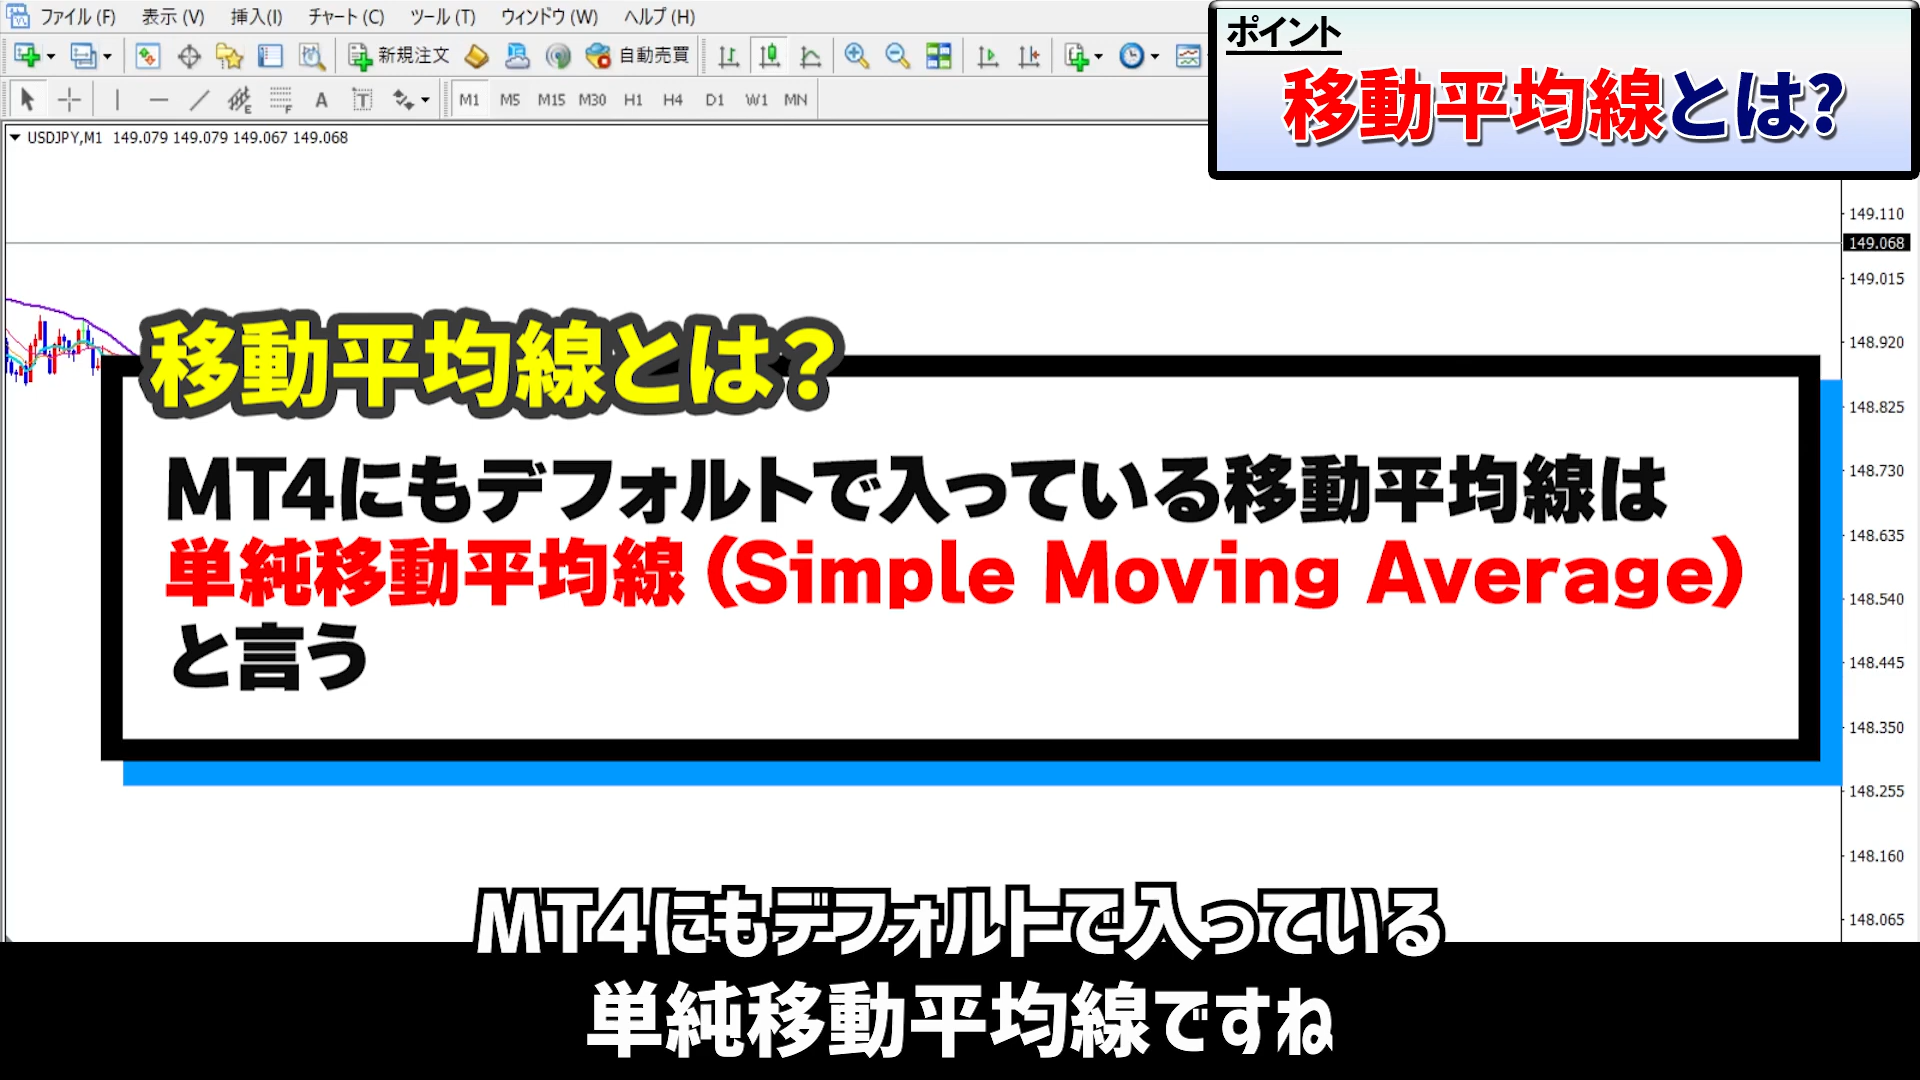 ファイル (F) 表示 (V) 挿入(I) チャート (C) ツール (T) ウィンドウ (W) ヘルプ (H)
新規注文 自動売買
M1 M5 M15 M30 H1 H4 D1 W1 MN
ポイント
移動平均線とは?
USDJPY,M1 149.079 149.079 149.067 149.068
149.110
149.068
149.015
148.920
148.825
148.730
148.635
148.540
148.445
148.350
148.255
148.160
148.065
移動平均線とは？
MT4にもデフォルトで入っている移動平均線は
単純移動平均線（Simple Moving Average）
と言う
MT4にもデフォルトで入っている
単純移動平均線ですね